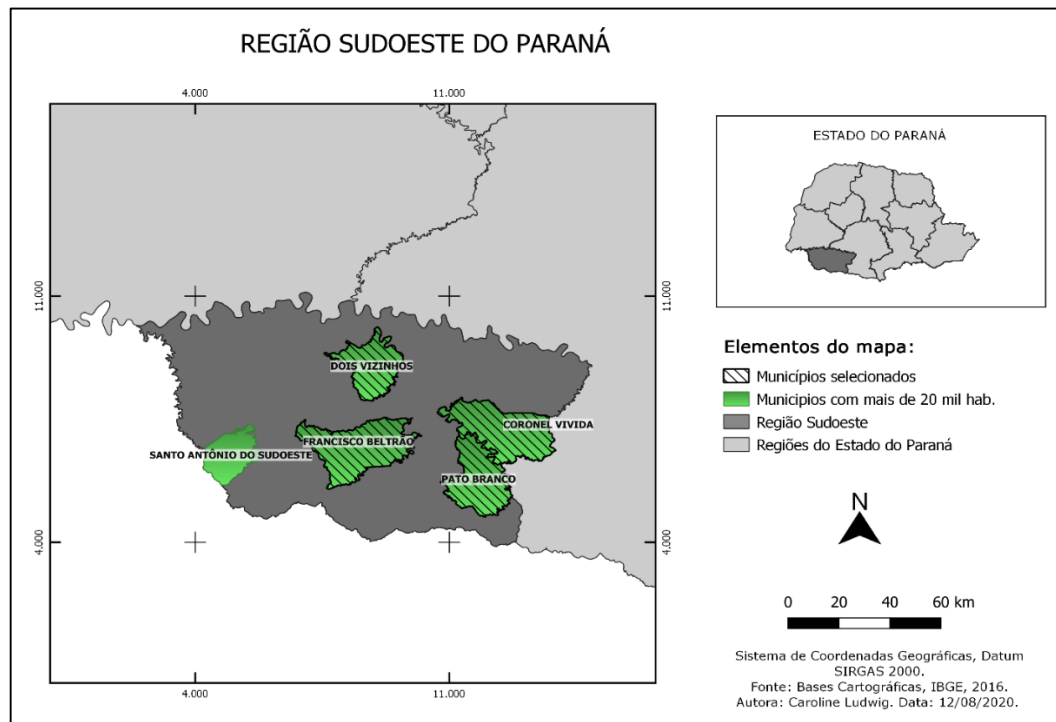 REGIÃO SUDOESTE DO PARANÁ
4.000
11.000
11.000
11.000
4.000
4.000
4.000
11.000
DOIS VIZINHOS
CORONEL VIVIDA
FRANCISCO BELTRÃO
SANTO ANTÔNIO DO SUDOESTE
PATO BRANCO
ESTADO DO PARANÁ
Elementos do mapa:
Municípios selecionados
Municipios com mais de 20 mil hab.
Região Sudoeste
Regiões do Estado do Paraná
N
0 20 40 60 km
Sistema de Coordenadas Geográficas, Datum
SIRGAS 2000.
Fonte: Bases Cartográficas, IBGE, 2016.
Autora: Caroline Ludwig. Data: 12/08/2020.